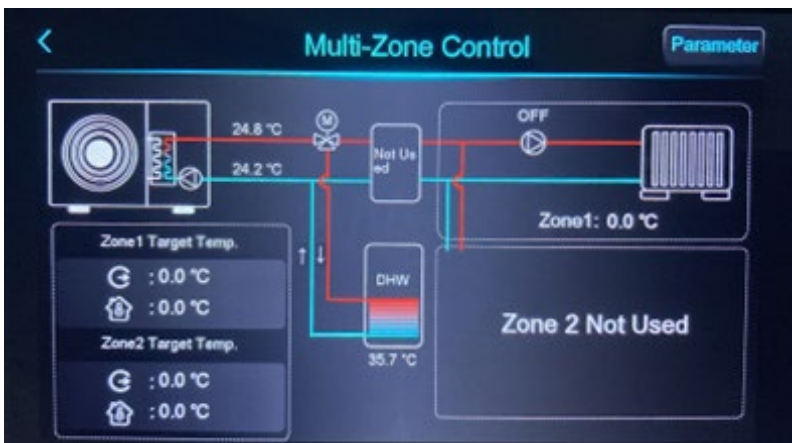 Multi-Zone Control
Parameter
24.8 °C
M
OFF
Not Us
ed
24.2 °C
Zone1: 0.0 °C
Zone1 Target Temp.
: 0.0 °C
: 0.0 °C
DHW
Zone 2 Not Used
Zone2 Target Temp.
35.7 °C
: 0.0 °C
: 0.0 °C